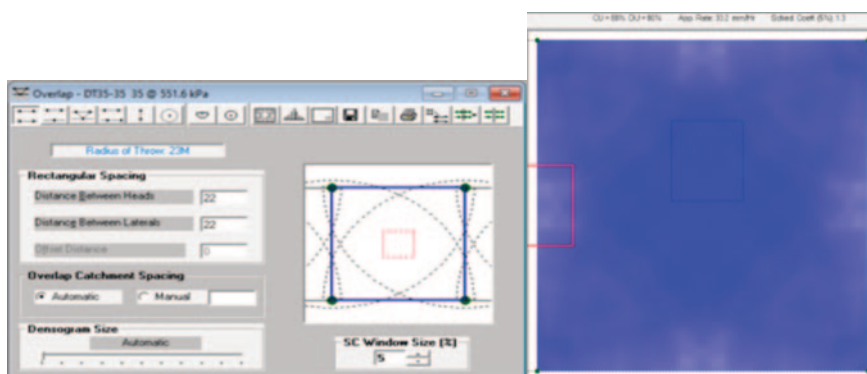 CU = 88% DU = 80% App. Rate: 33.2 mm/Hr Sched. Coeff (5%): 1.3
Overlap - DT35-35 35 @ 551.6 kPa
Radius of Throw: 23M
Rectangular Spacing
Distance Between Heads 22
Distance Between Laterals 22
Offset Distance 0
Overlap Catchment Spacing
Automatic Manual
Densogram Size
Automatic
SC Window Size (%)
5